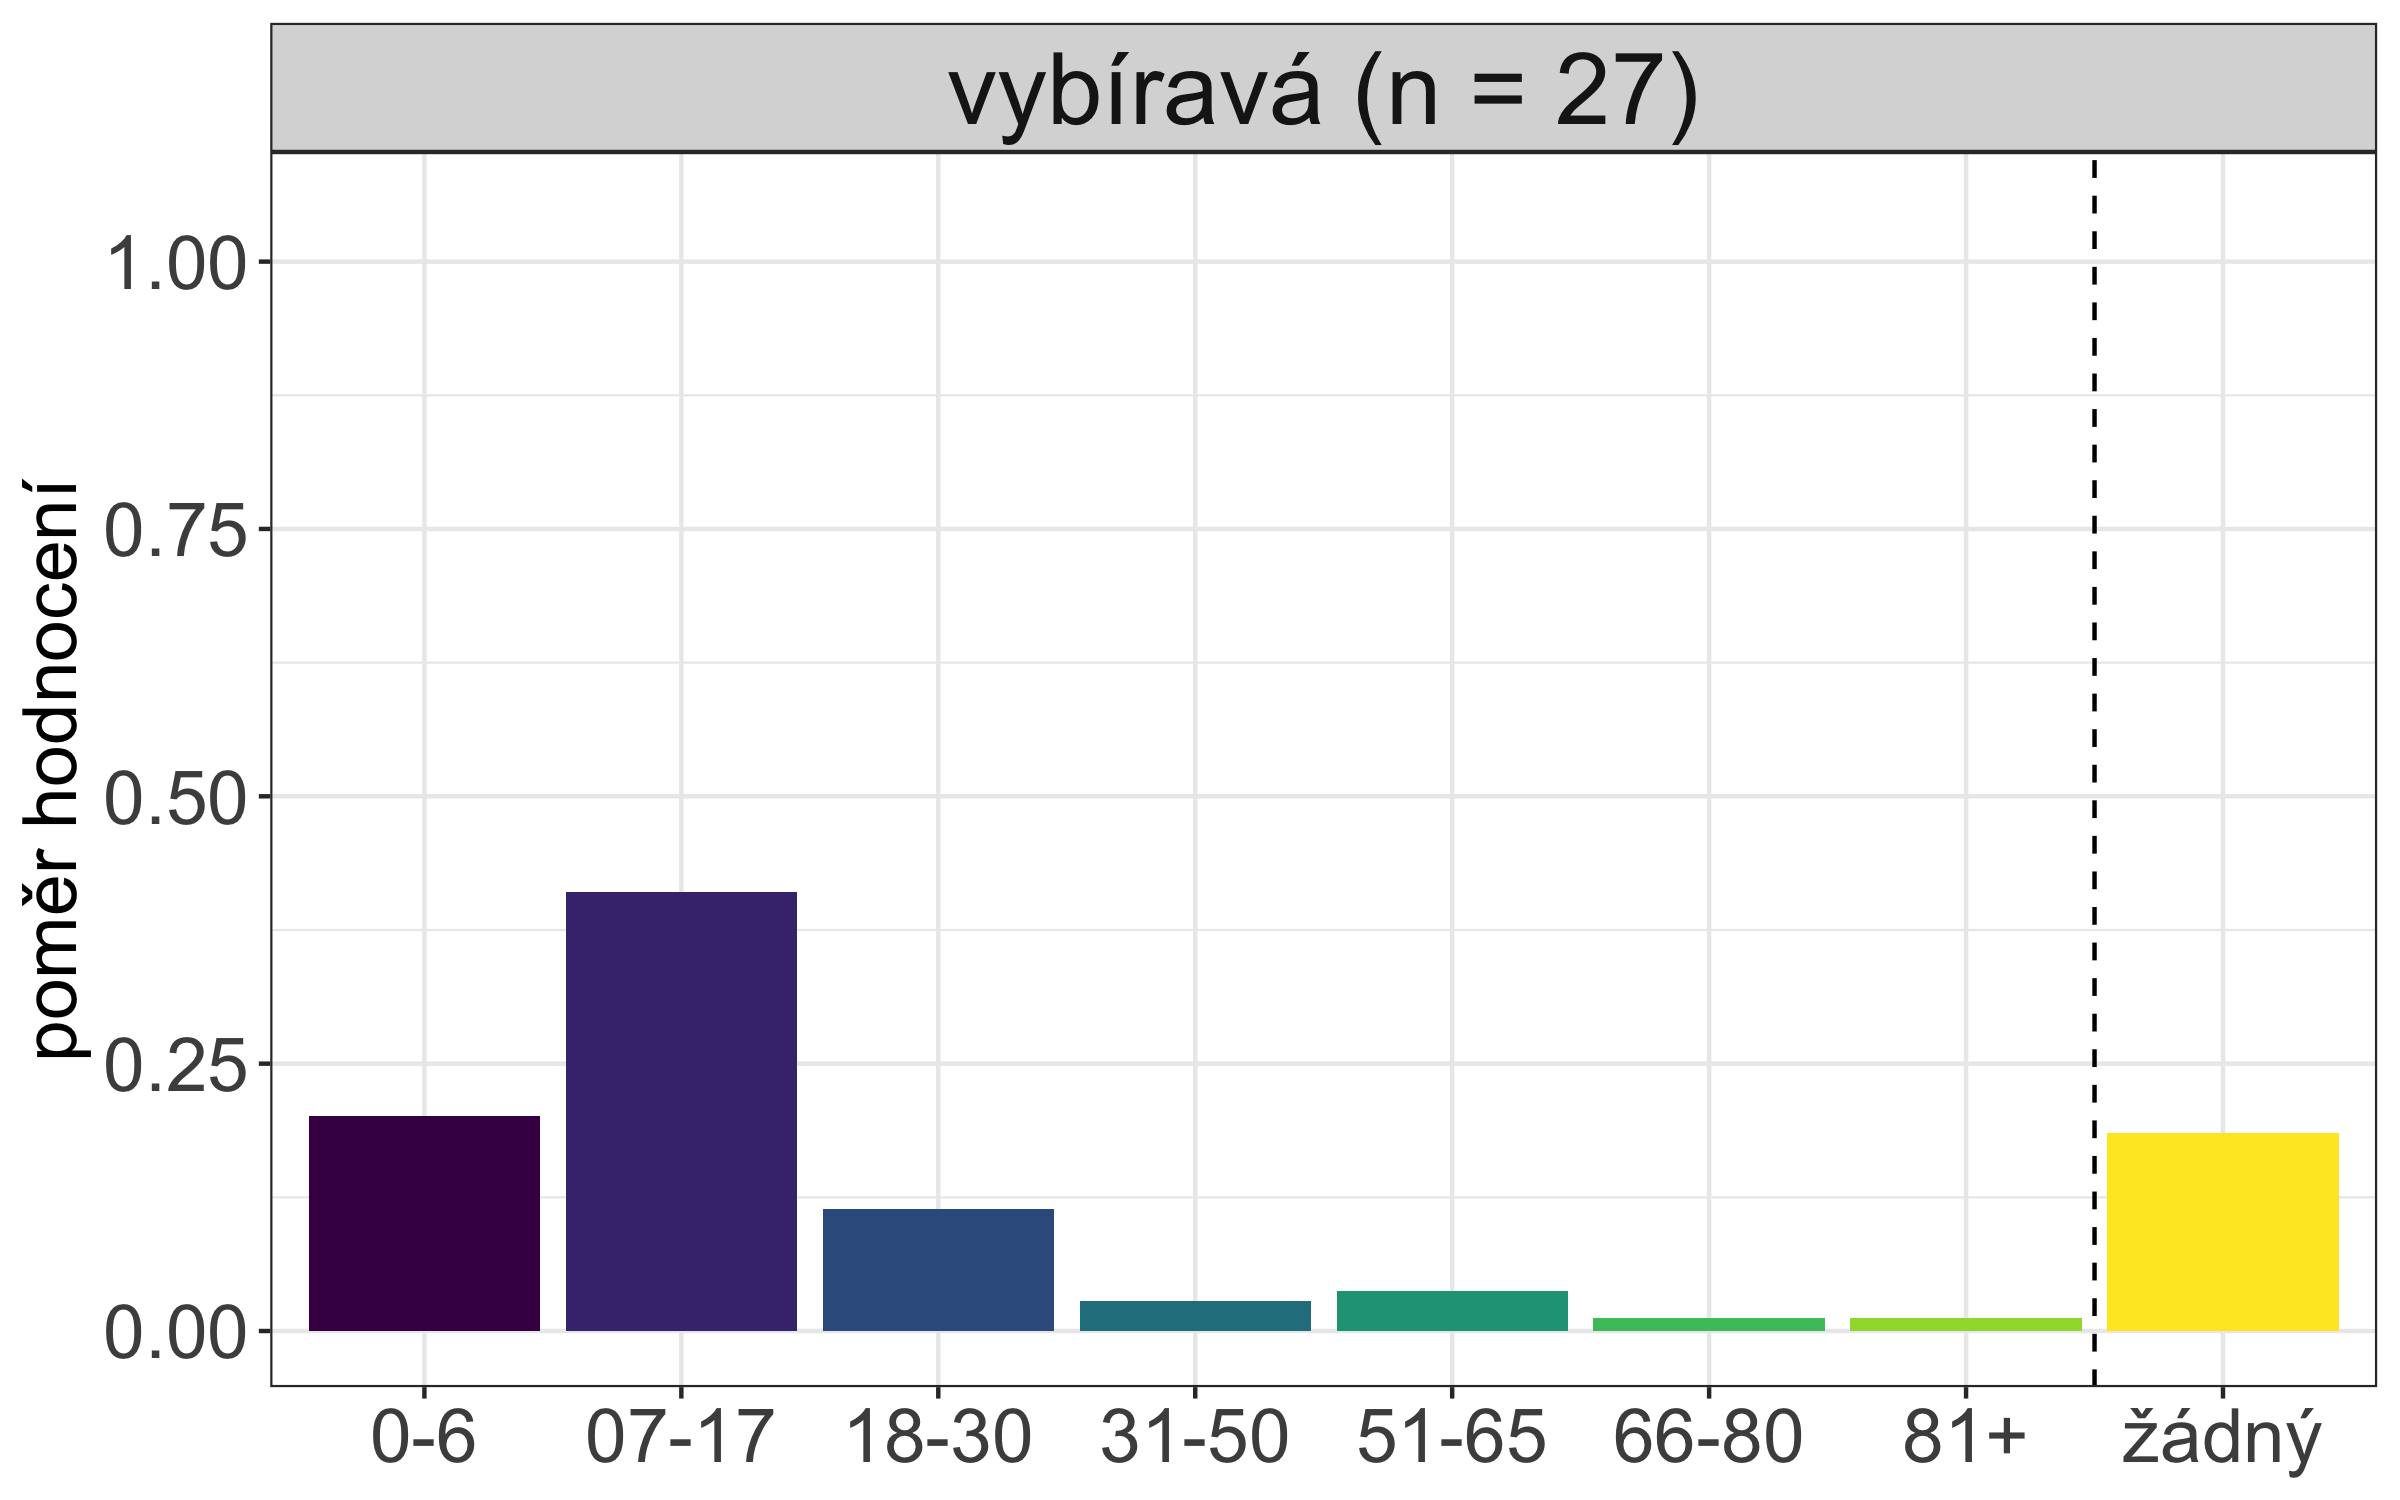 vybíravá (n = 27)
poměr hodnocení
1.00
0.75
0.50
0.25
0.00
0-6 07-17 18-30 31-50 51-65 66-80 81+ žádný